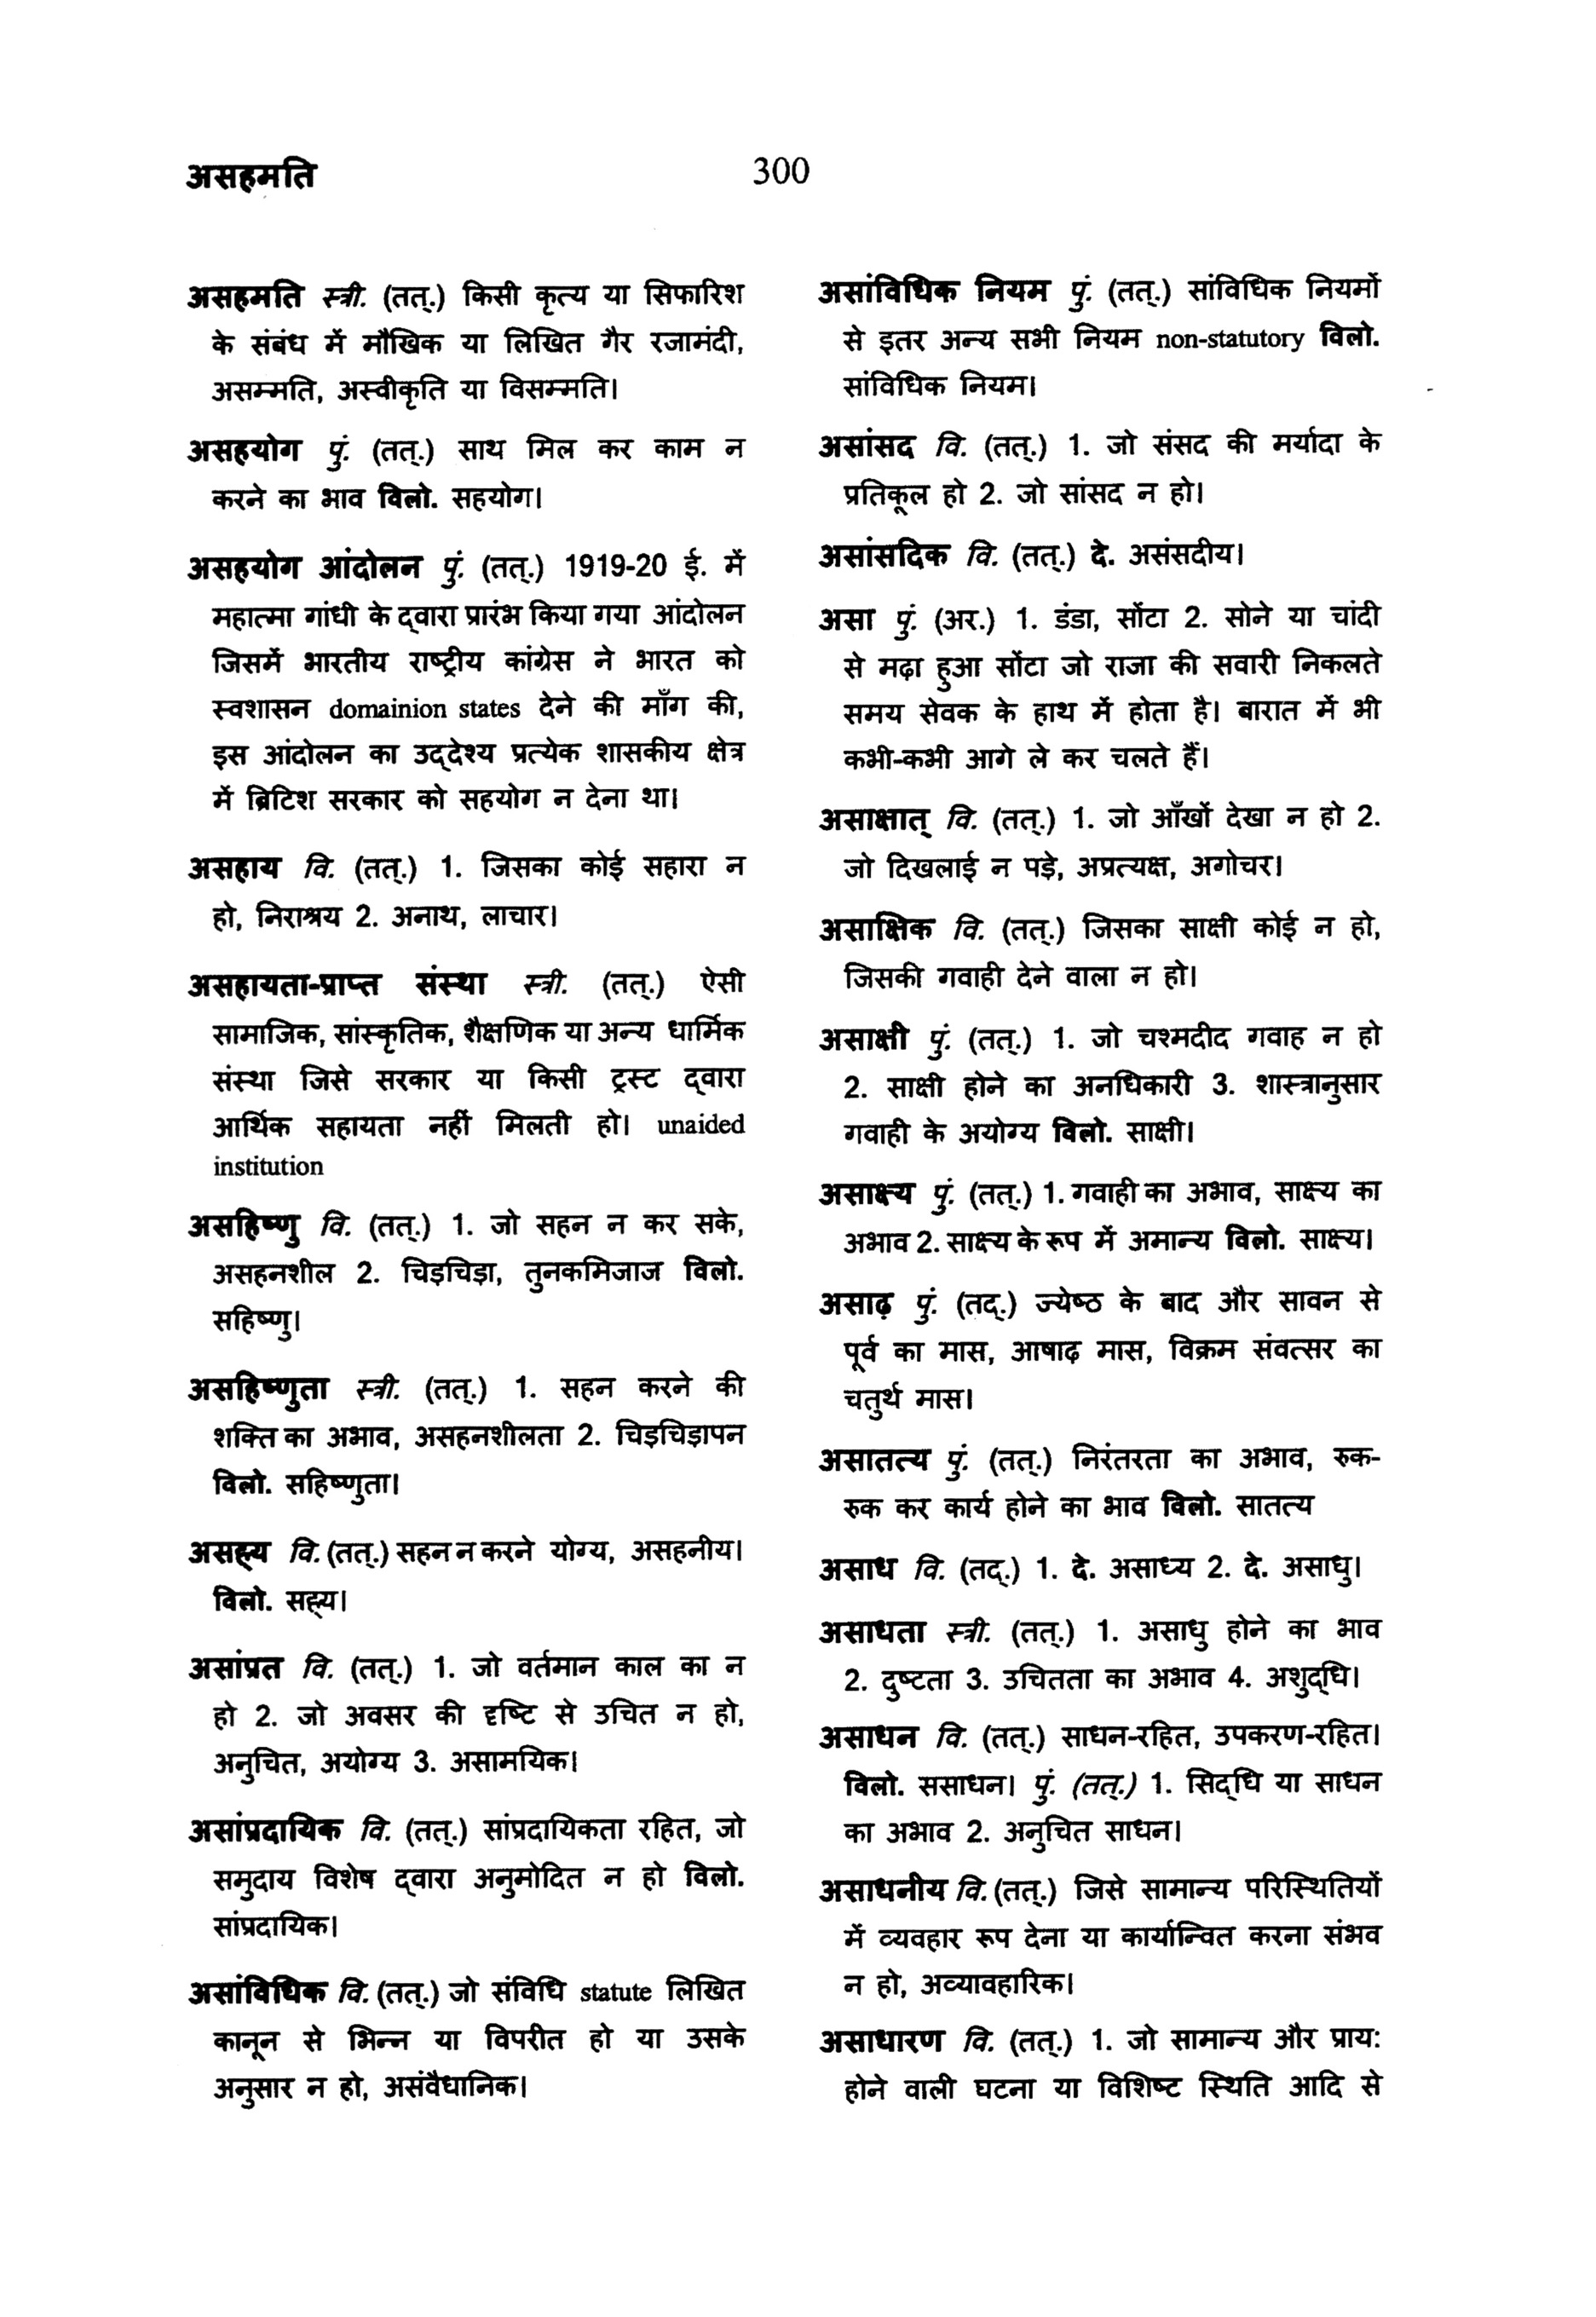 असहमति
300
असहमति स्त्री. (तत्.) किसी कृत्य या सिफारिश
के संबंध में मौखिक या लिखित गैर रजामंदी,
असम्मति, अस्वीकृति या विसम्मति।
असहयोग पुं. (तत्.) साथ मिल कर काम न
करने का भाव विलो. सहयोग।
असहयोग आंदोलन पुं. (तत्.) 1919-20 ई. में
महात्मा गांधी के द्‌वारा प्रारंभ किया गया आंदोलन
जिसमें भारतीय राष्ट्रीय कांग्रेस ने भारत को
स्वशासन domainion states देने की माँग की,
इस आंदोलन का उद्‌देश्य प्रत्येक शासकीय क्षेत्र
में ब्रिटिश सरकार को सहयोग न देना था।
असहाय वि. (तत्.) 1. जिसका कोई सहारा न
हो, निराश्रय 2. अनाथ, लाचार।
असहायता-प्राप्त संस्था स्त्री. (तत्.) ऐसी
सामाजिक, सांस्कृतिक, शैक्षणिक या अन्य धार्मिक
संस्था जिसे सरकार या किसी ट्रस्ट द्‌वारा
आर्थिक सहायता नहीं मिलती हो। unaided
institution
असहिष्णु वि. (तत्.) 1. जो सहन न कर सके,
असहनशील 2. चिड़चिड़ा, तुनकमिजाज विलो.
सहिष्णु।
असहिष्णुता स्त्री. (तत्.) 1. सहन करने की
शक्ति का अभाव, असहनशीलता 2. चिड़चिड़ापन
विलो. सहिष्णुता।
असह्‌य वि. (तत्.) सहन न करने योग्य, असहनीय।
विलो. सह्‌य।
असांप्रत वि. (तत्.) 1. जो वर्तमान काल का न
हो 2. जो अवसर की दृष्टि से उचित न हो,
अनुचित, अयोग्य 3. असामयिक।
असांप्रदायिक वि. (तत्.) सांप्रदायिकता रहित, जो
समुदाय विशेष द्‌वारा अनुमोदित न हो विलो.
सांप्रदायिक।
असांविधिक वि. (तत्.) जो संविधि statute लिखित
कानून से भिन्न या विपरीत हो या उसके
अनुसार न हो, असंवैधानिक।
असांविधिक नियम पुं. (तत्.) सांविधिक नियमों
से इतर अन्य सभी नियम non-statutory विलो.
सांविधिक नियम।
असांसद वि. (तत्.) 1. जो संसद की मर्यादा के
प्रतिकूल हो 2. जो सांसद न हो।
असांसदिक वि. (तत्.) दे. असंसदीय।
असा पुं. (अर.) 1. डंडा, सोंटा 2. सोने या चांदी
से मढ़ा हुआ सोंटा जो राजा की सवारी निकलते
समय सेवक के हाथ में होता है। बारात में भी
कभी-कभी आगे ले कर चलते हैं।
असाक्षात् वि. (तत्.) 1. जो आँखों देखा न हो 2.
जो दिखलाई न पड़े, अप्रत्यक्ष, अगोचर।
असाक्षिक वि. (तत्.) जिसका साक्षी कोई न हो,
जिसकी गवाही देने वाला न हो।
असाक्षी पुं. (तत्.) 1. जो चश्मदीद गवाह न हो
2. साक्षी होने का अनधिकारी 3. शास्त्रानुसार
गवाही के अयोग्य विलो. साक्षी।
असाक्ष्य पुं. (तत्.) 1. गवाही का अभाव, साक्ष्य का
अभाव 2. साक्ष्य के रूप में अमान्य विलो. साक्ष्य।
असाढ़ पुं. (तद्.) ज्येष्ठ के बाद और सावन से
पूर्व का मास, आषाढ़ मास, विक्रम संवत्सर का
चतुर्थ मास।
असातत्य पुं. (तत्.) निरंतरता का अभाव, रुक-
रुक कर कार्य होने का भाव विलो. सातत्य
असाध वि. (तद्.) 1. दे. असाध्य 2. दे. असाधु।
असाधता स्त्री. (तत्.) 1. असाधु होने का भाव
2. दुष्टता 3. उचितता का अभाव 4. अशुद्‌धि।
असाधन वि. (तत्.) साधन-रहित, उपकरण-रहित।
विलो. ससाधन। पुं. (तत्.) 1. सिद्‌धि या साधन
का अभाव 2. अनुचित साधन।
असाधनीय वि. (तत्.) जिसे सामान्य परिस्थितियों
में व्यवहार रूप देना या कार्यान्वित करना संभव
न हो, अव्यावहारिक।
असाधारण वि. (तत्.) 1. जो सामान्य और प्राय:
होने वाली घटना या विशिष्ट स्थिति आदि से